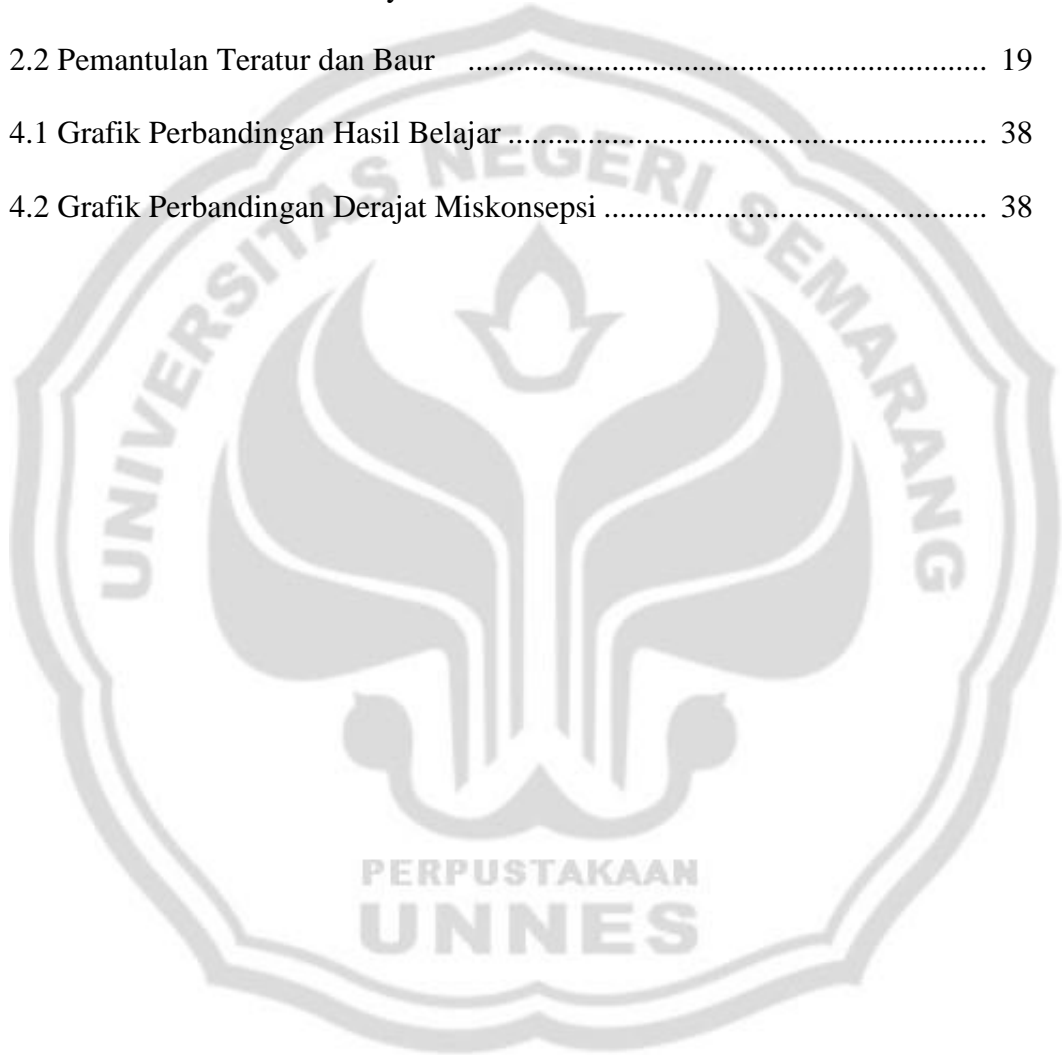 2.2 Pemantulan Teratur dan Baur ................................................................. 19
4.1 Grafik Perbandingan Hasil Belajar ............................................................ 38
4.2 Grafik Perbandingan Derajat Miskonsepsi ................................................ 38
UNIVERSITAS NEGERI SEMARANG
PERPUSTAKAAN
UNNES